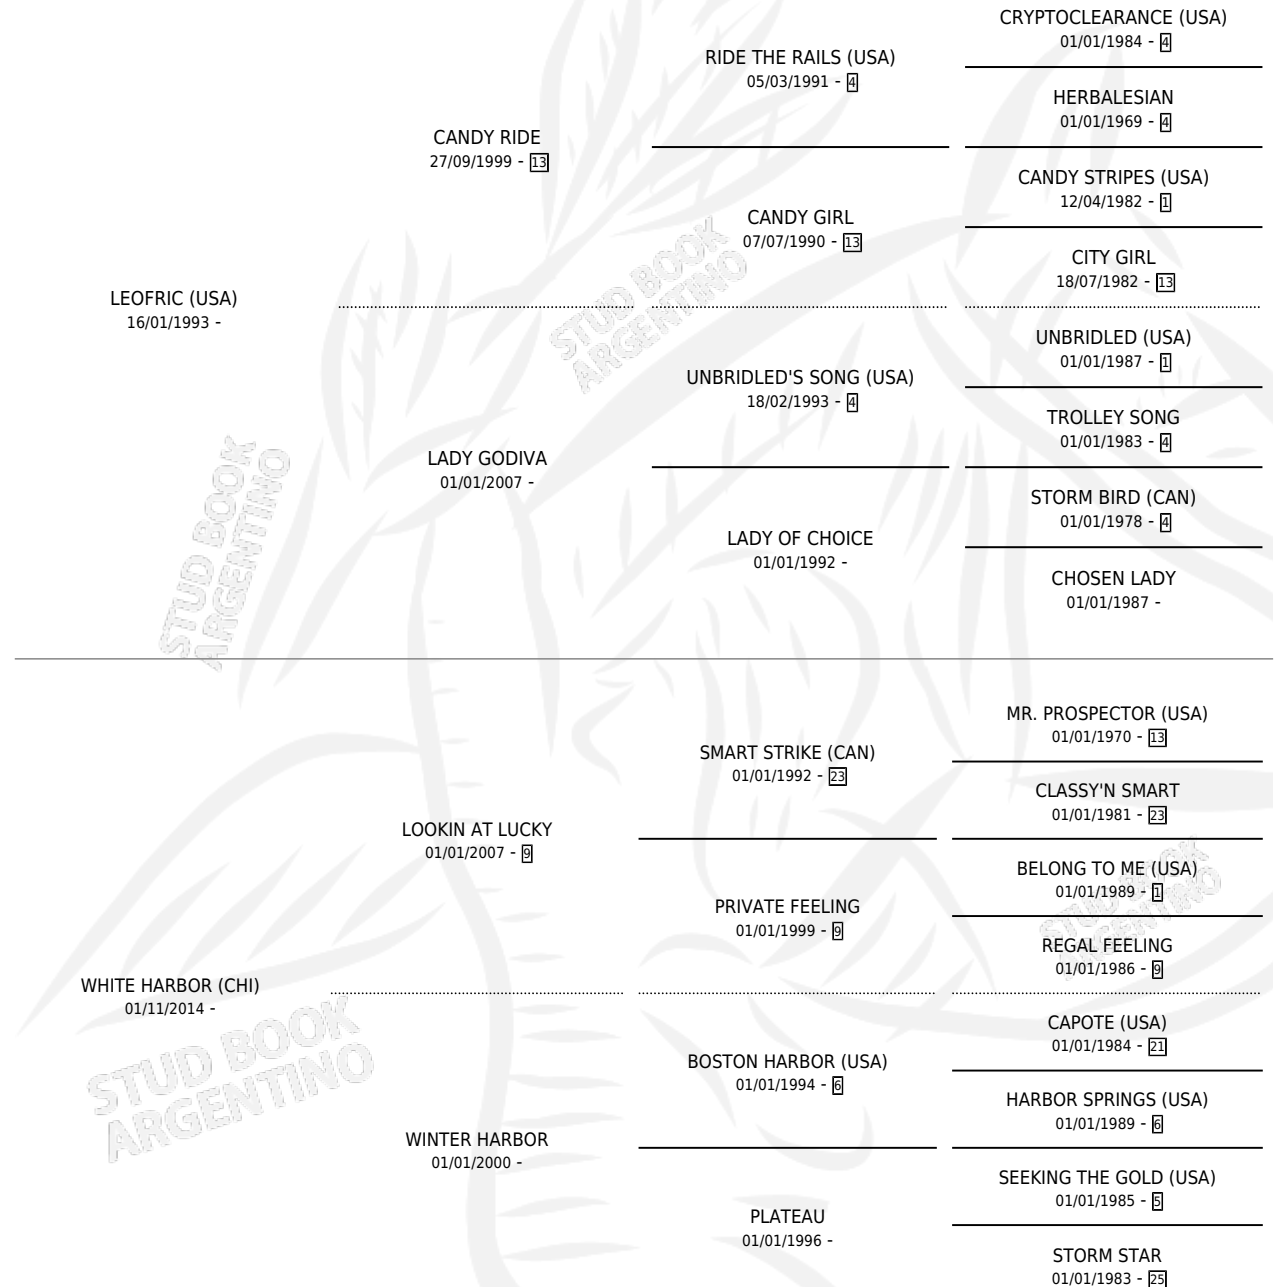 CRYPTOCLEARANCE (USA)
01/01/1984 - 4
RIDE THE RAILS (USA)
05/03/1991 - 4
HERBALESIAN
01/01/1969 - 4
CANDY RIDE
27/09/1999 - 13
CANDY STRIPES (USA)
12/04/1982 - 1
CANDY GIRL
07/07/1990 - 13
CITY GIRL
18/07/1982 - 13
LEOFRIC (USA)
16/01/1993 -
STUD BOOK
ARGENTINO
UNBRIDLED (USA)
01/01/1987 - 1
UNBRIDLED'S SONG (USA)
18/02/1993 - 4
TROLLEY SONG
01/01/1983 - 4
LADY GODIVA
01/01/2007 -
STORM BIRD (CAN)
01/01/1978 - 4
LADY OF CHOICE
01/01/1992 -
CHOSEN LADY
01/01/1987 -
STUD BOOK
ARGENTINO
MR. PROSPECTOR (USA)
01/01/1970 - 13
SMART STRIKE (CAN)
01/01/1992 - 23
CLASSY'N SMART
01/01/1981 - 23
LOOKIN AT LUCKY
01/01/2007 - 9
BELONG TO ME (USA)
01/01/1989 - 1
STUD BOOK
ARGENTINO
PRIVATE FEELING
01/01/1999 - 9
REGAL FEELING
01/01/1986 - 9
WHITE HARBOR (CHI)
01/11/2014 -
STUD BOOK
ARGENTINO
CAPOTE (USA)
01/01/1984 - 21
BOSTON HARBOR (USA)
01/01/1994 - 6
HARBOR SPRINGS (USA)
01/01/1989 - 6
WINTER HARBOR
01/01/2000 -
SEEKING THE GOLD (USA)
01/01/1985 - 5
PLATEAU
01/01/1996 -
STORM STAR
01/01/1983 - 25